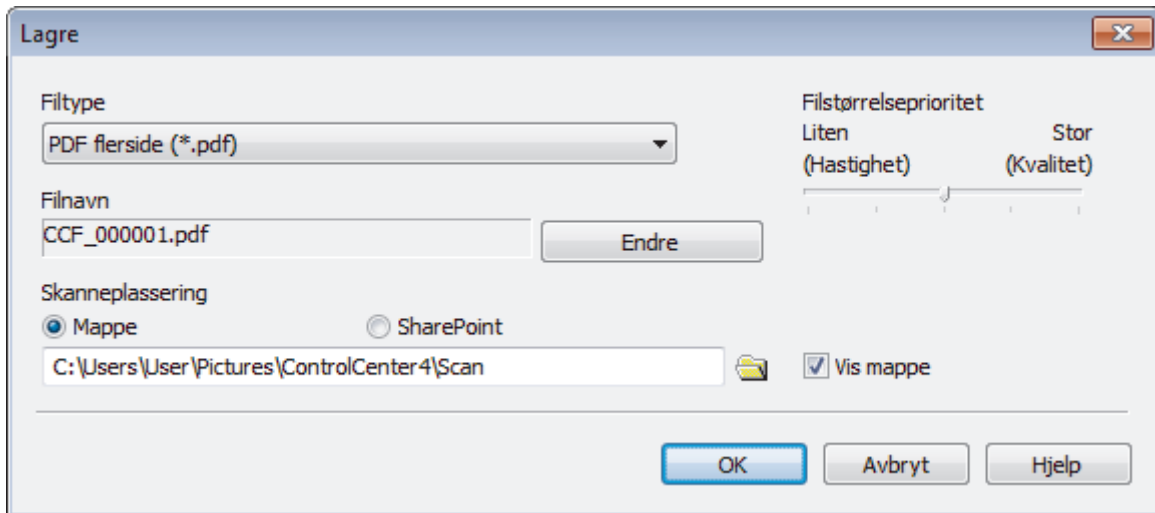 Lagre
Filtype
PDF flerside (*.pdf)
Filnavn
CCF_000001.pdf
Endre
Filstørrelseprioritet
Liten Stor
(Hastighet) (Kvalitet)
Skanneplassering
Mappe SharePoint
C:\Users\User\Pictures\ControlCenter4\Scan
Vis mappe
OK Avbryt Hjelp